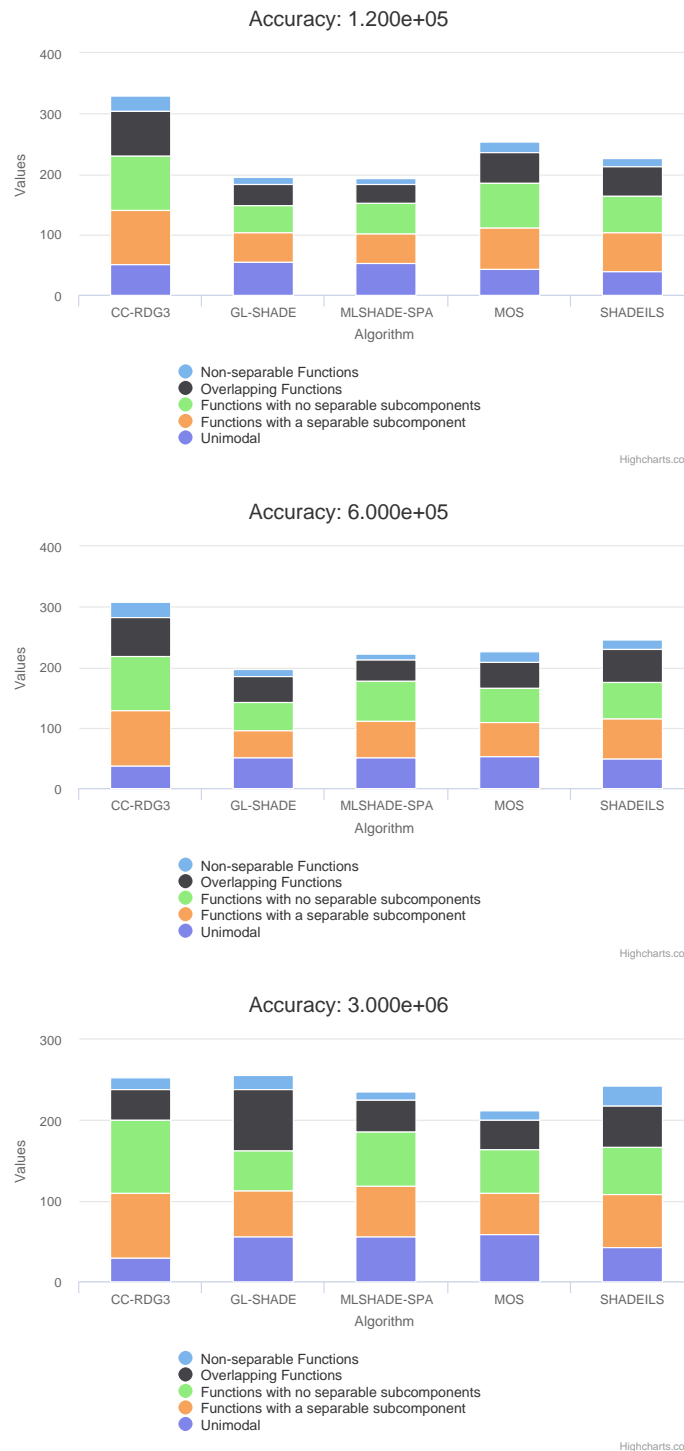 Accuracy: 1.200e+05
400
300
200
100
0
Values
CC-RDG3
GL-SHADE
MLSHADE-SPA
MOS
SHADEILS
Algorithm
Non-separable Functions
Overlapping Functions
Functions with no separable subcomponents
Functions with a separable subcomponent
Unimodal
Highcharts.co
Accuracy: 6.000e+05
400
300
200
100
0
Values
CC-RDG3
GL-SHADE
MLSHADE-SPA
MOS
SHADEILS
Algorithm
Non-separable Functions
Overlapping Functions
Functions with no separable subcomponents
Functions with a separable subcomponent
Unimodal
Highcharts.co
Accuracy: 3.000e+06
300
200
100
0
Values
CC-RDG3
GL-SHADE
MLSHADE-SPA
MOS
SHADEILS
Algorithm
Non-separable Functions
Overlapping Functions
Functions with no separable subcomponents
Functions with a separable subcomponent
Unimodal
Highcharts.co